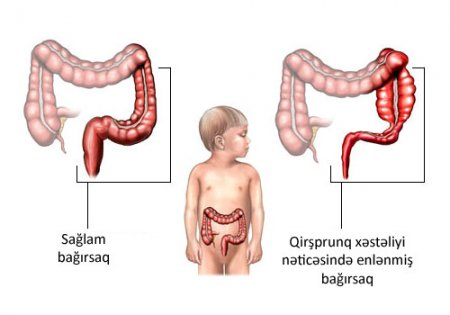 Sağlam
bağırsaq
Qirşprunq xəstəliyi
nəticəsində enlənmiş
bağırsaq